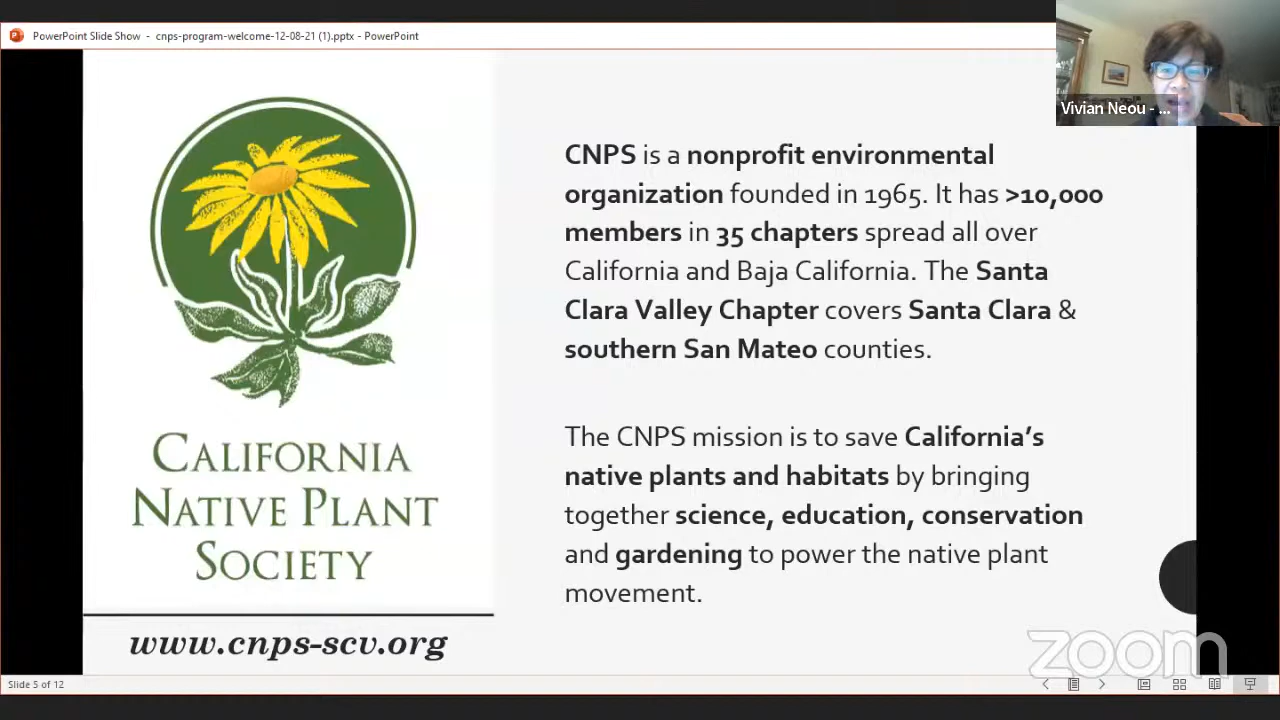 PowerPoint Slide Show - cnps-program-welcome-12-08-21 (1).pptx - PowerPoint
Vivian Neou - ...
CALIFORNIA
NATIVE PLANT
SOCIETY
www.cnps-scv.org
CNPS is a nonprofit environmental
organization founded in 1965. It has >10,000
members in 35 chapters spread all over
California and Baja California. The Santa
Clara Valley Chapter covers Santa Clara &
southern San Mateo counties.
The CNPS mission is to save California's
native plants and habitats by bringing
together science, education, conservation
and gardening to power the native plant
movement.
zoom
Slide 5 of 12